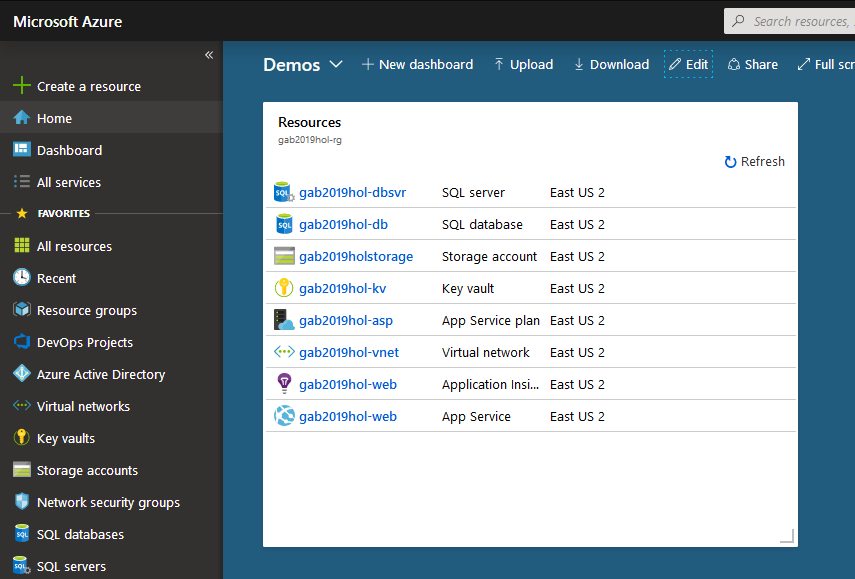 Microsoft Azure
Search resources,
«
Create a resource
Home
Dashboard
All services
FAVORITES
All resources
Recent
Resource groups
DevOps Projects
Azure Active Directory
Virtual networks
Key vaults
Storage accounts
Network security groups
SQL databases
SQL servers
Demos New dashboard Upload Download Edit Share Full scr
Resources
gab2019hol-rg
Refresh
gab2019hol-dbsvr SQL server East US 2
gab2019hol-db SQL database East US 2
gab2019holstorage Storage account East US 2
gab2019hol-kv Key vault East US 2
gab2019hol-asp App Service plan East US 2
gab2019hol-vnet Virtual network East US 2
gab2019hol-web Application Insi... East US 2
gab2019hol-web App Service East US 2